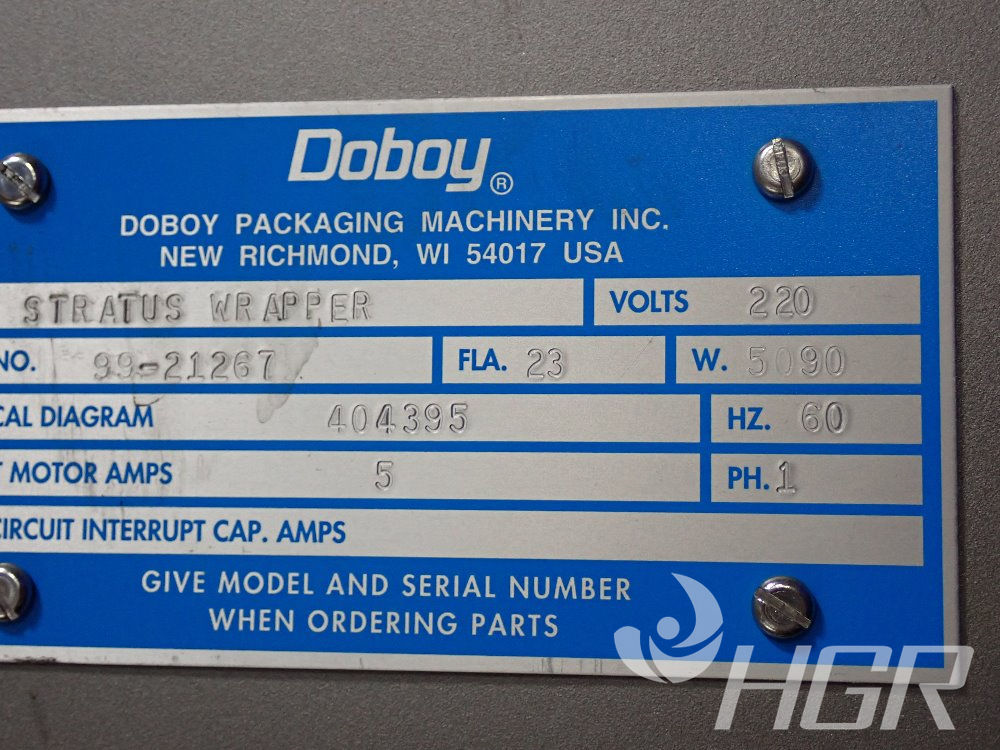 Doboy®
DOBOY PACKAGING MACHINERY INC.
NEW RICHMOND, WI 54017 USA
STRATUS WRAPPER VOLTS 220
NO. 99-21267 FLA. 23 W. 5090
CAL DIAGRAM 404395 HZ. 60
T MOTOR AMPS 5 PH. 1
CIRCUIT INTERRUPT CAP. AMPS
GIVE MODEL AND SERIAL NUMBER
WHEN ORDERING PARTS
HGR